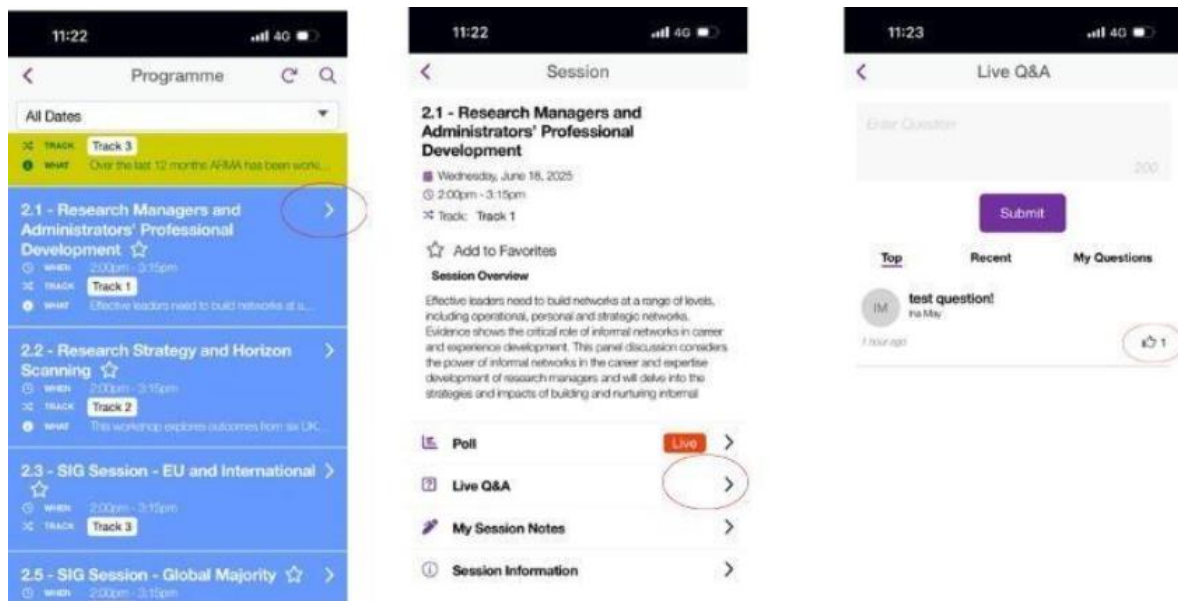 11:22
4G
Programme
All Dates
TRACK Track 3
WHAT Over the last 12 months ARMA has been worki...
2.1 - Research Managers and
Administrators' Professional
Development
WHEN 2:00pm - 3:15pm
TRACK Track 1
WHAT Effective leaders need to build networks at a...
2.2 - Research Strategy and Horizon
Scanning
WHEN 2:00pm - 3:15pm
TRACK Track 2
WHAT This workshop explores outcomes from six UK...
2.3 - SIG Session - EU and International
WHEN 2:00pm - 3:15pm
TRACK Track 3
2.5 - SIG Session - Global Majority
WHEN 2:00pm - 3:15pm
11:22
4G
Session
2.1 - Research Managers and
Administrators' Professional
Development
Wednesday, June 18, 2025
2:00pm - 3:15pm
Track: Track 1
Add to Favorites
Session Overview
Effective leaders need to build networks at a range of levels,
including operational, personal and strategic networks.
Evidence shows the critical role of informal networks in career
and experience development. This panel discussion considers
the power of informal networks in the career and expertise
development of research managers and will delve into the
strategies and impacts of building and nurturing informal
Poll Live
Live Q&A
My Session Notes
Session Information
11:23
4G
Live Q&A
Enter Question
200
Submit
Top Recent My Questions
IM test question!
Ina May
1 hour ago 1